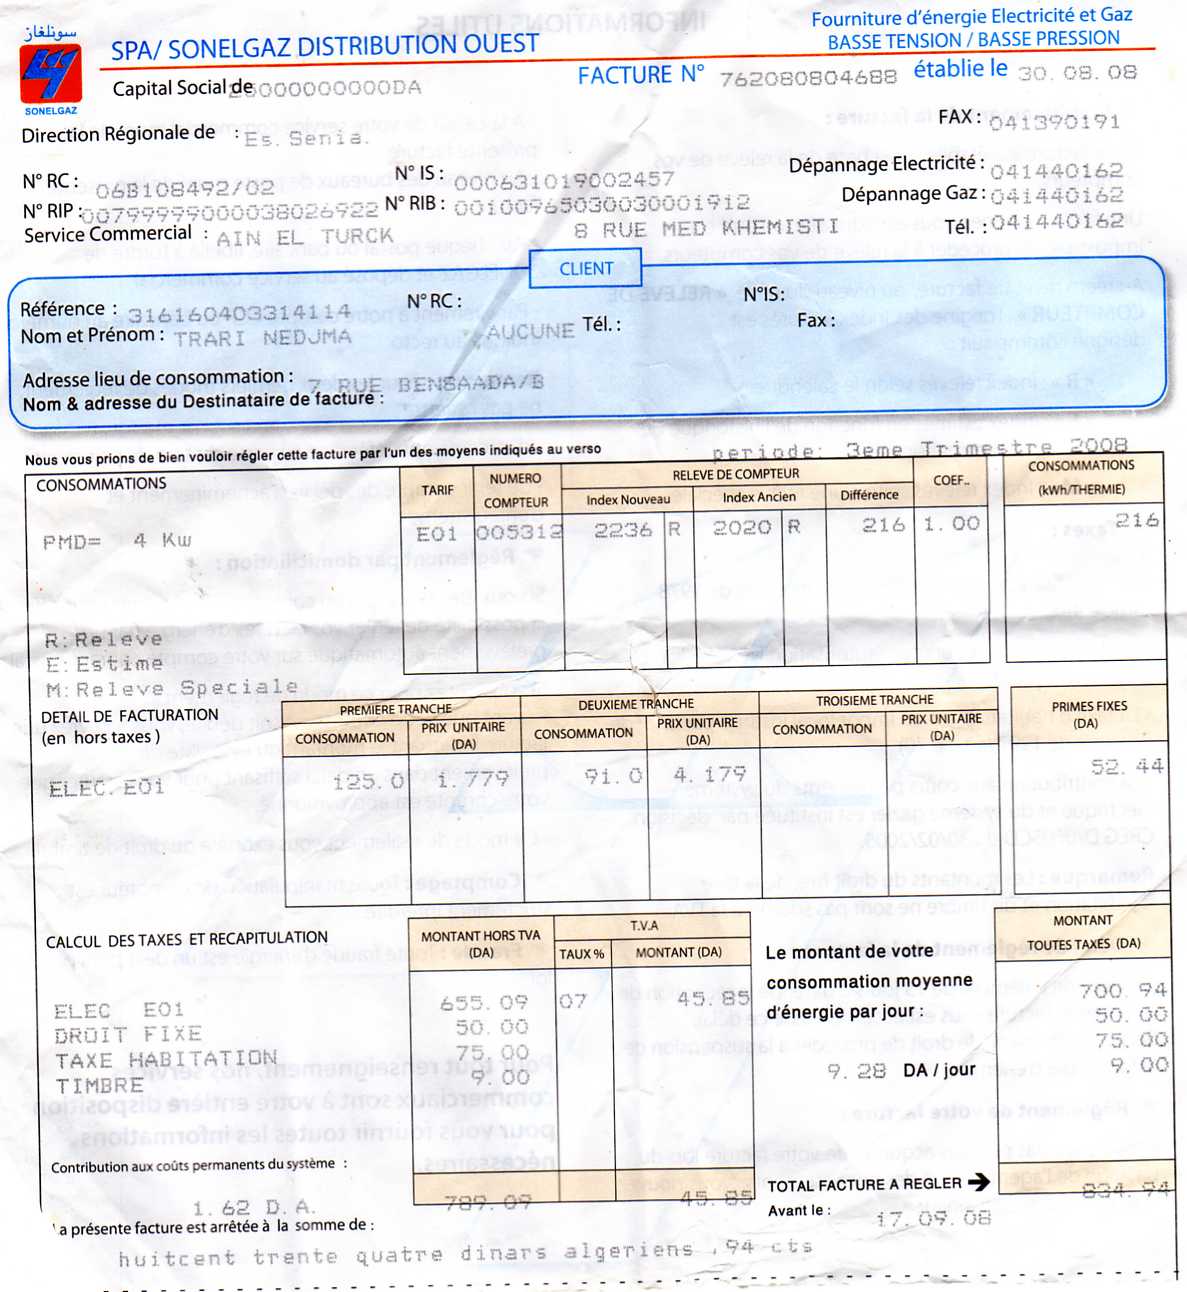 سونلغاز
SONELGAZ
SPA/ SONELGAZ DISTRIBUTION OUEST
Fourniture d'énergie Electricité et Gaz
BASSE TENSION / BASSE PRESSION
Capital Social de 25000000000DA
FACTURE N° 762080804688 établie le 30.08.08
Direction Régionale de : Es. Senia.
FAX : 041390191
N° RC : 06B108492/02 N° IS : 000631019002457
Dépannage Electricité : 041440162
N° RIP : 00799999000038026922 N° RIB : 00100965030030001912
Dépannage Gaz : 041440162
Service Commercial : AIN EL TURCK 8 RUE MED KHEMISTI Tél. : 041440162
CLIENT
Référence : 316160403314114 N° RC : N°IS:
Nom et Prénom : TRARI NEDJMA AUCUNE Tél. : Fax :
Adresse lieu de consommation : 7 RUE BENSAADA/B
Nom & adresse du Destinataire de facture :
Nous vous prions de bien vouloir régler cette facture par l'un des moyens indiqués au verso
periode: 3eme Trimestre 2008
CONSOMMATIONS TARIF NUMERO COMPTEUR RELEVE DE COMPTEUR COEF.. CONSOMMATIONS (kWh/THERMIE)
Index Nouveau Index Ancien Différence
PMD= 4 Kw E01 005312 2236 R 2020 R 216 1.00 216
R:Releve
E:Estime
M:Releve Speciale
DETAIL DE FACTURATION (en hors taxes )
PREMIERE TRANCHE DEUXIEME TRANCHE TROISIEME TRANCHE PRIMES FIXES (DA)
CONSOMMATION PRIX UNITAIRE (DA) CONSOMMATION PRIX UNITAIRE (DA) CONSOMMATION PRIX UNITAIRE (DA)
ELEC.E01 125.0 1.779 91.0 4.179 52.44
CALCUL DES TAXES ET RECAPITULATION
MONTANT HORS TVA (DA) T.V.A MONTANT TOUTES TAXES (DA)
TAUX % MONTANT (DA)
Le montant de votre
consommation moyenne
d'énergie par jour :
9.28 DA / jour
ELEC E01 655.09 07 45.85 700.94
DROIT FIXE 50.00 50.00
TAXE HABITATION 75.00 75.00
TIMBRE 9.00 9.00
Contribution aux coûts permanents du système :
1.62 D.A.
789.09 45.85 TOTAL FACTURE A REGLER ➔ 834.94
Avant le : 17.09.08
La présente facture est arrêtée à la somme de :
huitcent trente quatre dinars algeriens ,94 cts